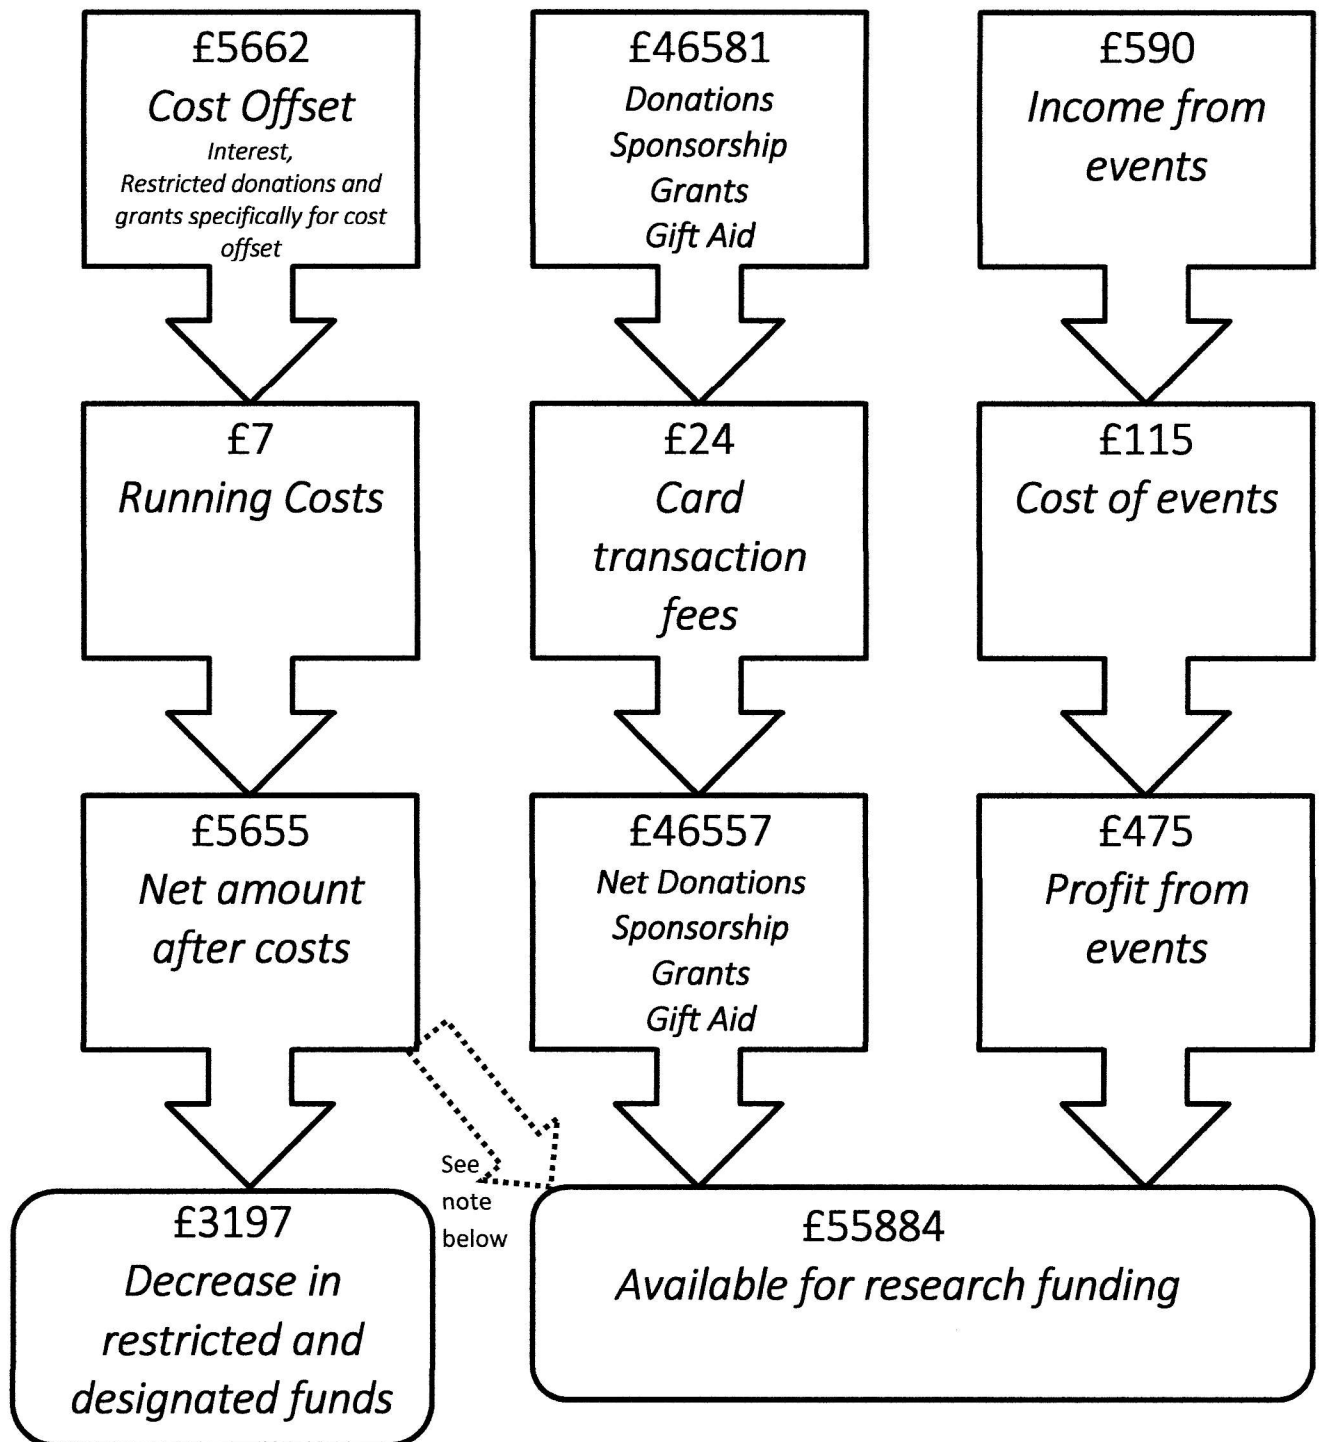 £5662
Cost Offset
Interest,
Restricted donations and
grants specifically for cost
offset
£46581
Donations
Sponsorship
Grants
Gift Aid
£590
Income from
events
£7
Running Costs
£24
Card
transaction
fees
£115
Cost of events
£5655
Net amount
after costs
£46557
Net Donations
Sponsorship
Grants
Gift Aid
£475
Profit from
events
See
note
below
£3197
Decrease in
restricted and
designated funds
£55884
Available for research funding